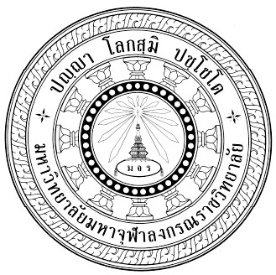 ปญฺญา โลกสฺมิ ปชฺโชโต
ม จ ร
มหาวิทยาลัยมหาจุฬาลงกรณราชวิทยาลัย